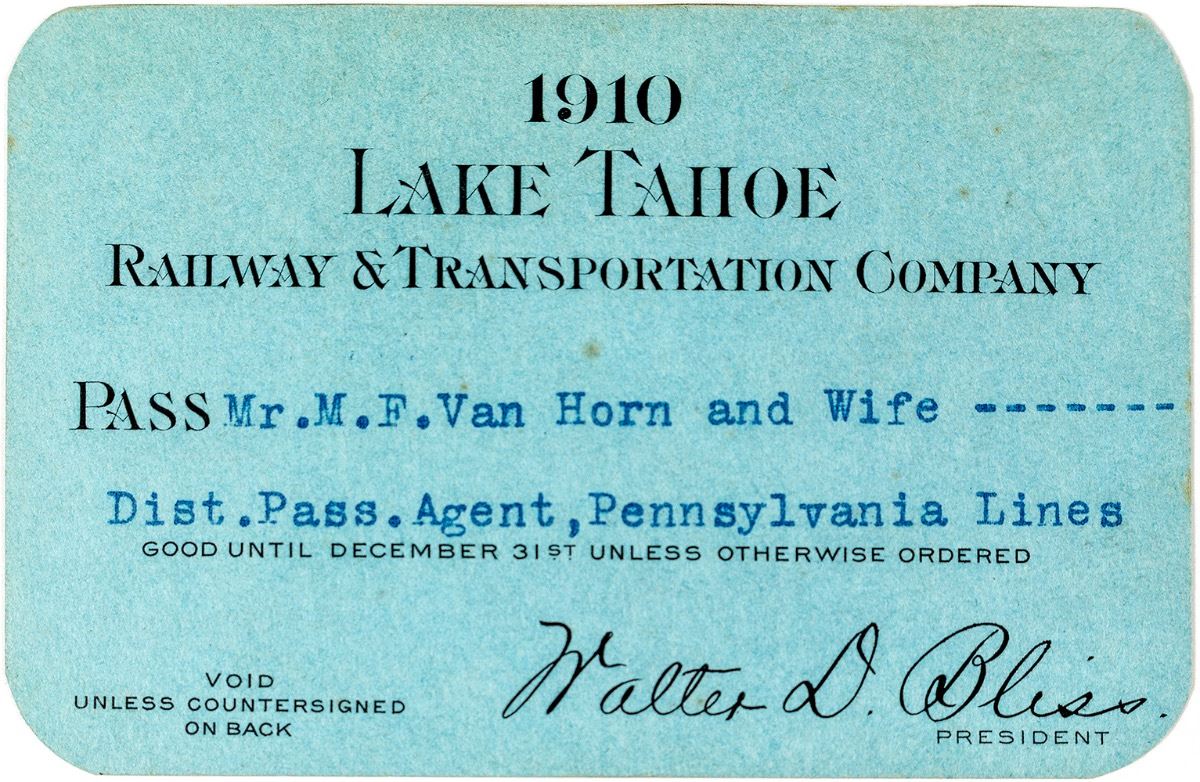 1910
LAKE TAHOE
RAILWAY & TRANSPORTATION COMPANY
PASS Mr.M.F.Van Horn and Wife -------
Dist.Pass.Agent,Pennsylvania Lines
GOOD UNTIL DECEMBER 31ST UNLESS OTHERWISE ORDERED
VOID
UNLESS COUNTERSIGNED
ON BACK
Walter D. Bliss.
PRESIDENT